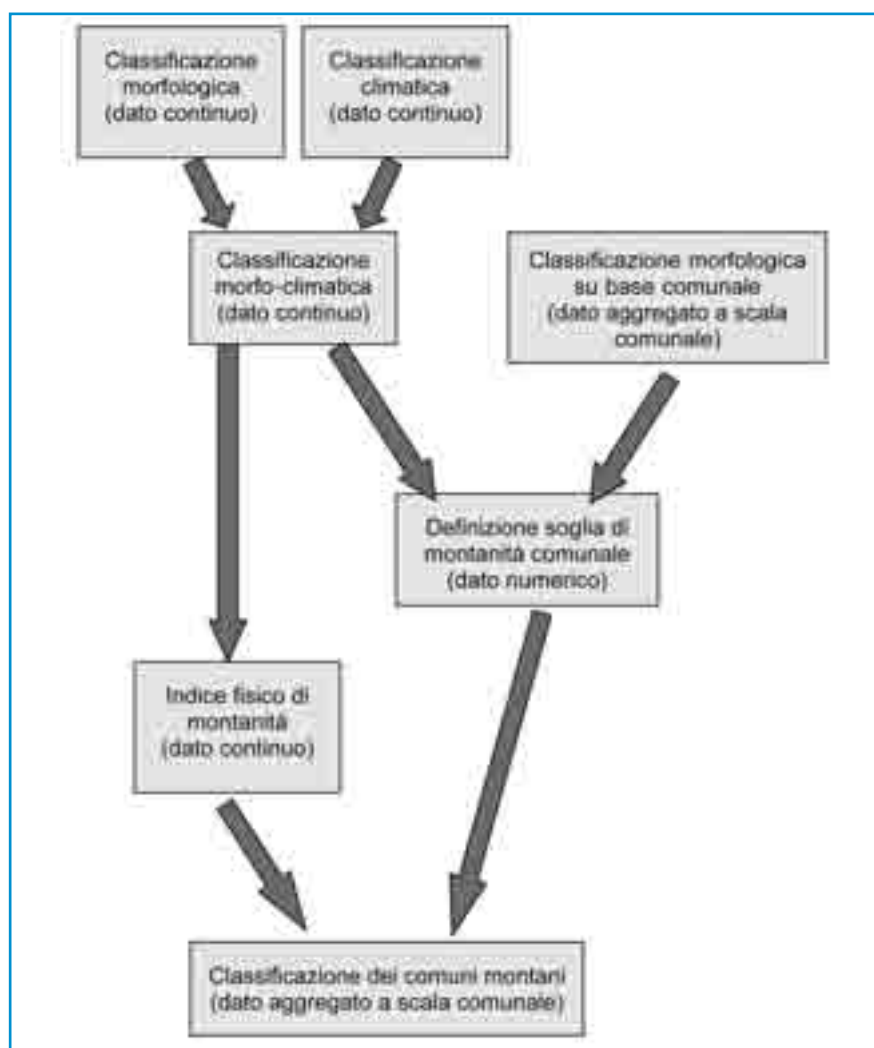 Classificazione
morfologica
(dato continuo)
Classificazione
climatica
(dato continuo)
Classificazione
morfo-climatica
(dato continuo)
Classificazione morfologica
su base comunale
(dato aggregato a scala
comunale)
Definizione soglia di
montanità comunale
(dato numerico)
Indice fisico di
montanità
(dato continuo)
Classificazione dei comuni montani
(dato aggregato a scala comunale)